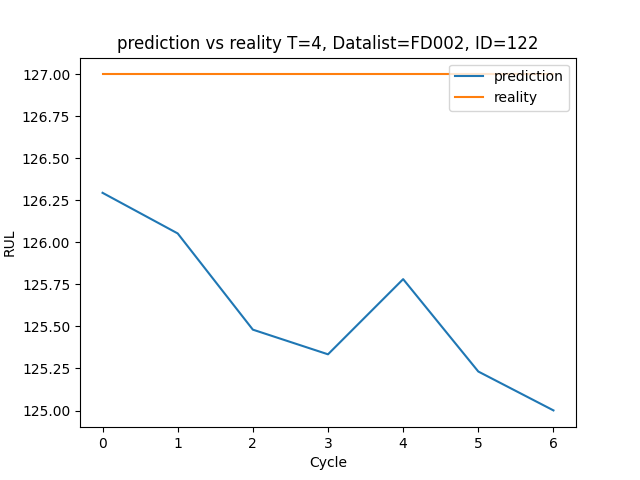 prediction vs reality T=4, Datalist=FD002, ID=122
127.00
126.75
126.50
126.25
126.00
125.75
125.50
125.25
125.00
RUL
prediction
reality
0 1 2 3 4 5 6
Cycle